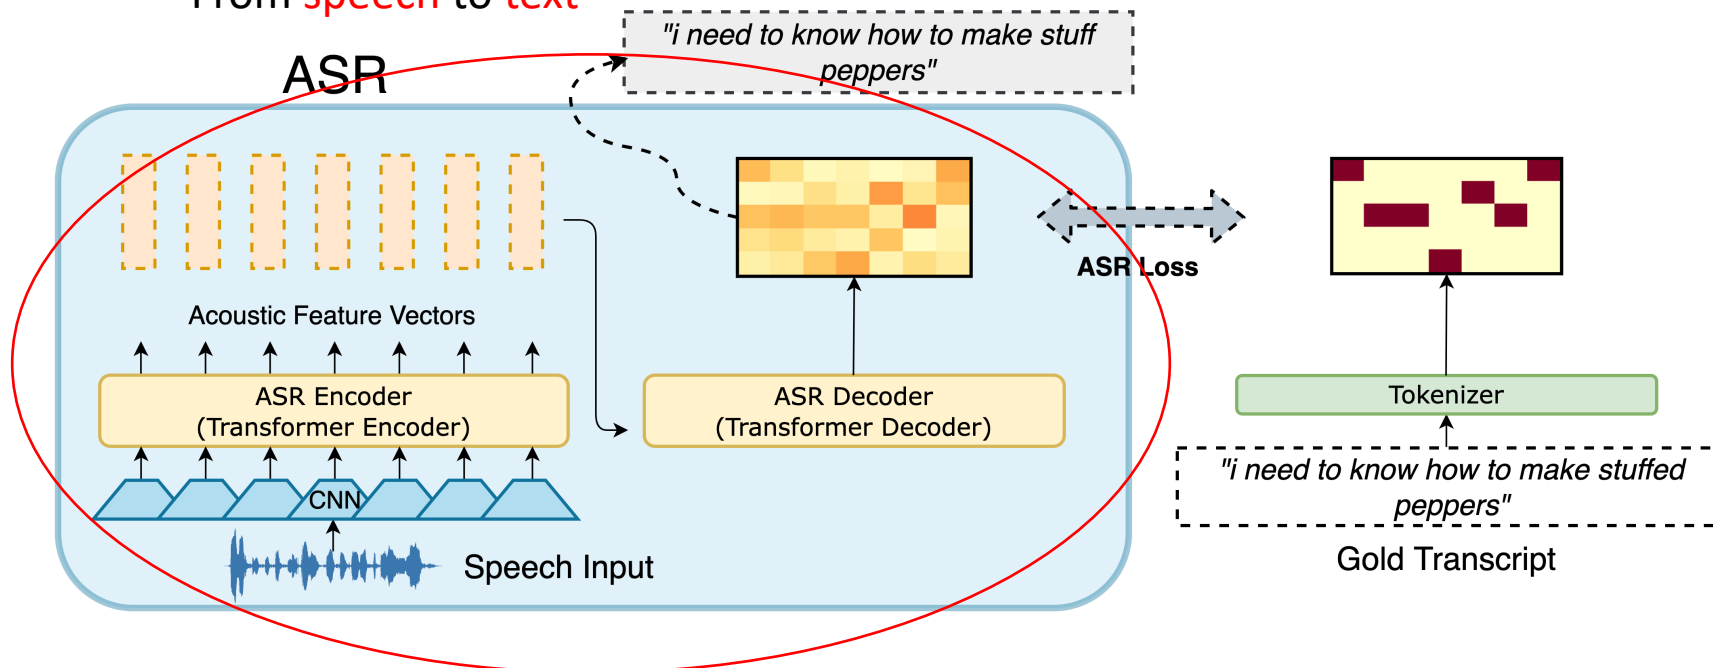 From speech to text
"i need to know how to make stuff
peppers"
ASR
ASR Loss
Acoustic Feature Vectors
ASR Encoder
(Transformer Encoder)
ASR Decoder
(Transformer Decoder)
Tokenizer
CNN
"i need to know how to make stuffed
peppers"
Speech Input
Gold Transcript